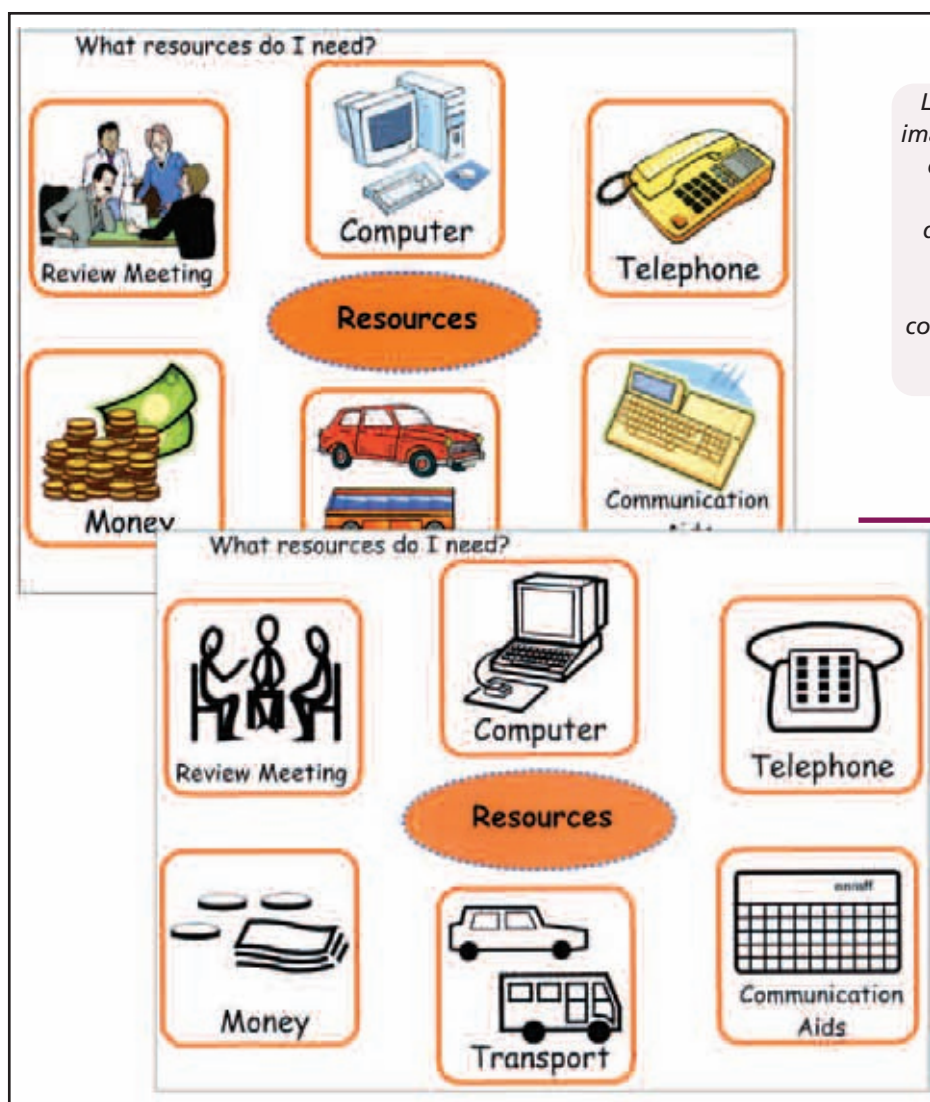 What resources do I need?
Computer
Review Meeting
Telephone
Resources
Money
Communication
Aids
What resources do I need?
Computer
Review Meeting
Telephone
Resources
on/off
Communication
Aids
Money
Transport